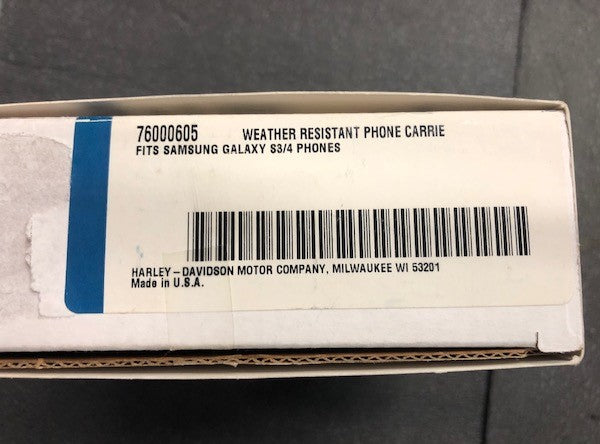 76000605 WEATHER RESISTANT PHONE CARRIE
FITS SAMSUNG GALAXY S3/4 PHONES
HARLEY-DAVIDSON MOTOR COMPANY, MILWAUKEE WI 53201
Made in U.S.A.